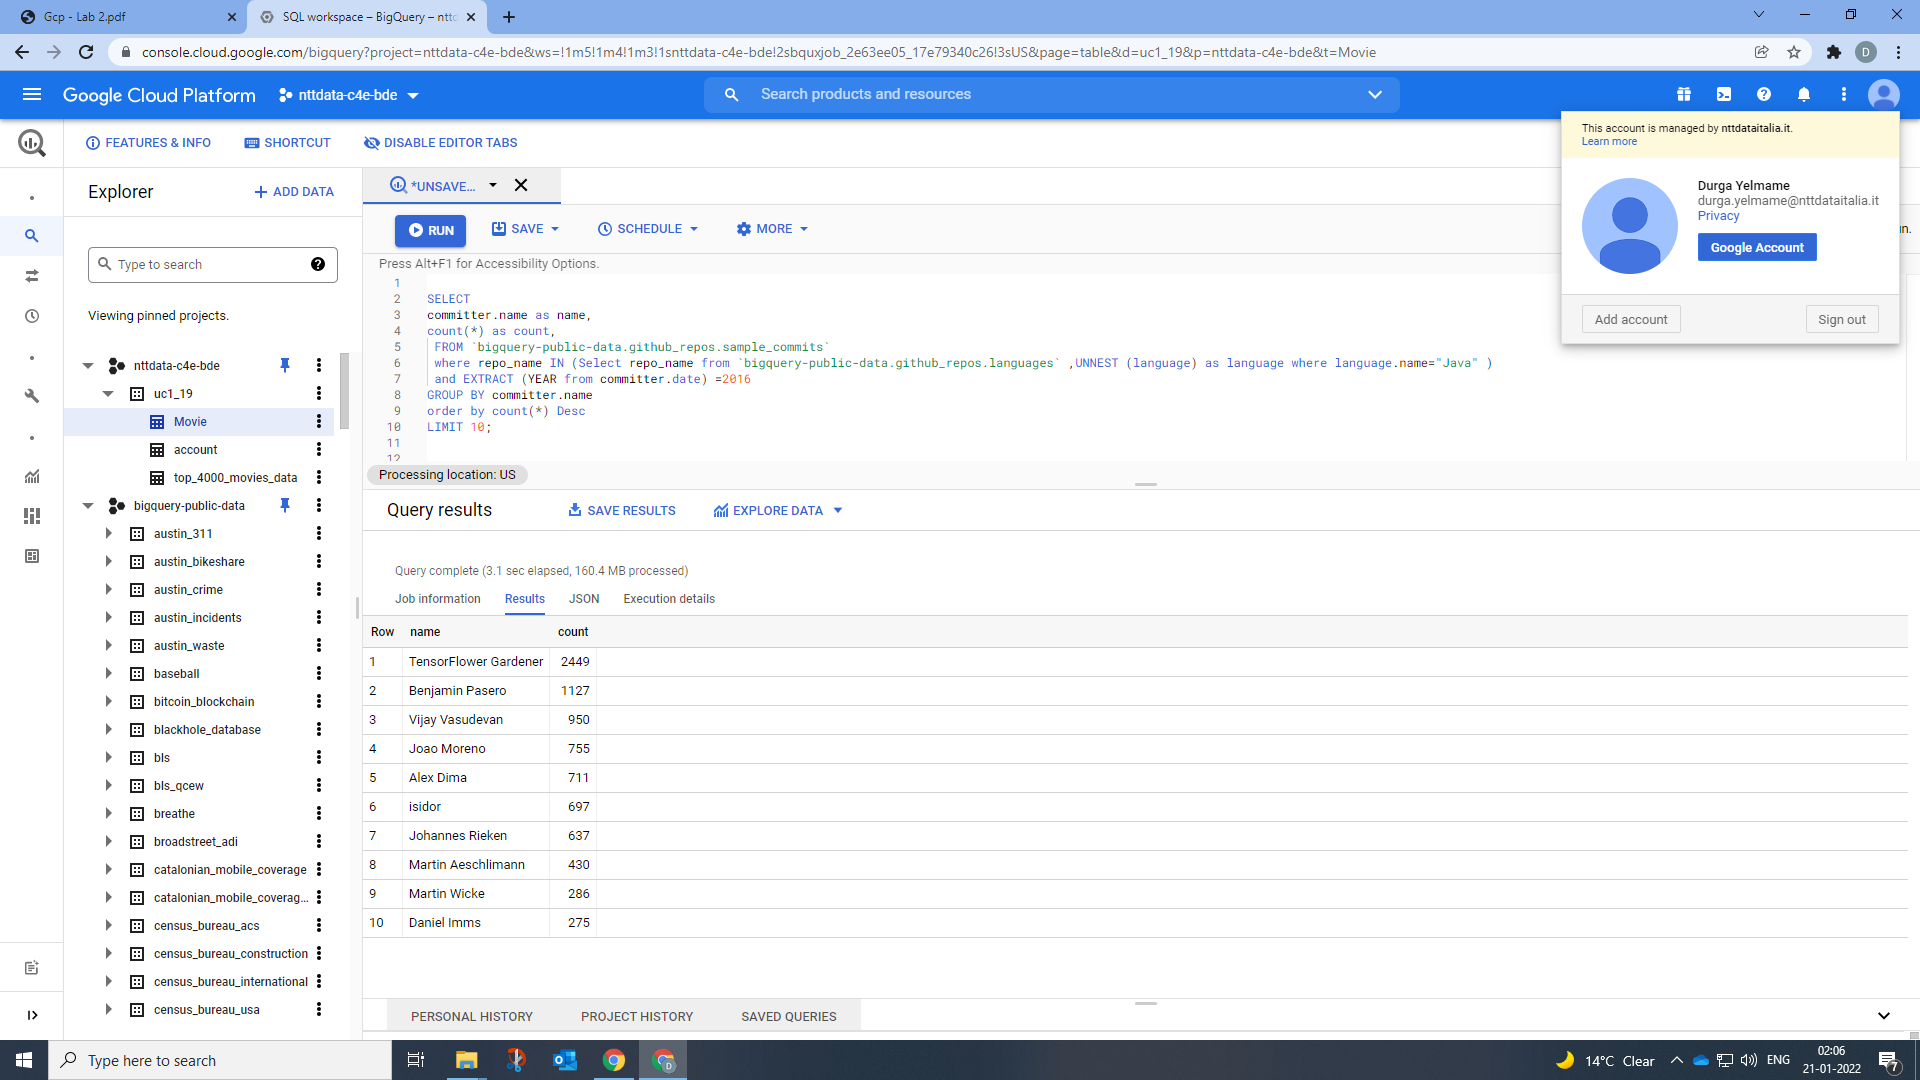 Gcp - Lab 2.pdf
SQL workspace – BigQuery – nttd
console.cloud.google.com/bigquery?project=nttdata-c4e-bde&ws=!1m5!1m4!1m3!1snttdata-c4e-bde!2sbquxjob_2e63ee05_17e79340c26!3sUS&page=table&d=uc1_19&p=nttdata-c4e-bde&t=Movie
D
Google Cloud Platform
nttdata-c4e-bde
Search products and resources
FEATURES & INFO
SHORTCUT
DISABLE EDITOR TABS
This account is managed by nttdataitalia.it.
Learn more
Durga Yelmame
durga.yelmame@nttdataitalia.it
Privacy
Google Account
Add account
Sign out
Explorer
ADD DATA
Type to search
Viewing pinned projects.
nttdata-c4e-bde
uc1_19
Movie
account
top_4000_movies_data
bigquery-public-data
austin_311
austin_bikeshare
austin_crime
austin_incidents
austin_waste
baseball
bitcoin_blockchain
blackhole_database
bls
bls_qcew
breathe
broadstreet_adi
catalonian_mobile_coverage
catalonian_mobile_coverag...
census_bureau_acs
census_bureau_construction
census_bureau_international
census_bureau_usa
*UNSAVE...
RUN
SAVE
SCHEDULE
MORE
Press Alt+F1 for Accessibility Options.
1
2 SELECT
3 committer.name as name,
4 count(*) as count,
5 FROM `bigquery-public-data.github_repos.sample_commits`
6 where repo_name IN (Select repo_name from `bigquery-public-data.github_repos.languages` ,UNNEST (language) as language where language.name="Java" )
7 and EXTRACT (YEAR from committer.date) =2016
8 GROUP BY committer.name
9 order by count(*) Desc
10 LIMIT 10;
11
12
Processing location: US
Query results
SAVE RESULTS
EXPLORE DATA
Query complete (3.1 sec elapsed, 160.4 MB processed)
Job information Results JSON Execution details
Row name count
1 TensorFlower Gardener 2449
2 Benjamin Pasero 1127
3 Vijay Vasudevan 950
4 Joao Moreno 755
5 Alex Dima 711
6 isidor 697
7 Johannes Rieken 637
8 Martin Aeschlimann 430
9 Martin Wicke 286
10 Daniel Imms 275
PERSONAL HISTORY PROJECT HISTORY SAVED QUERIES
Type here to search
D
14°C Clear
ENG
02:06
21-01-2022
7